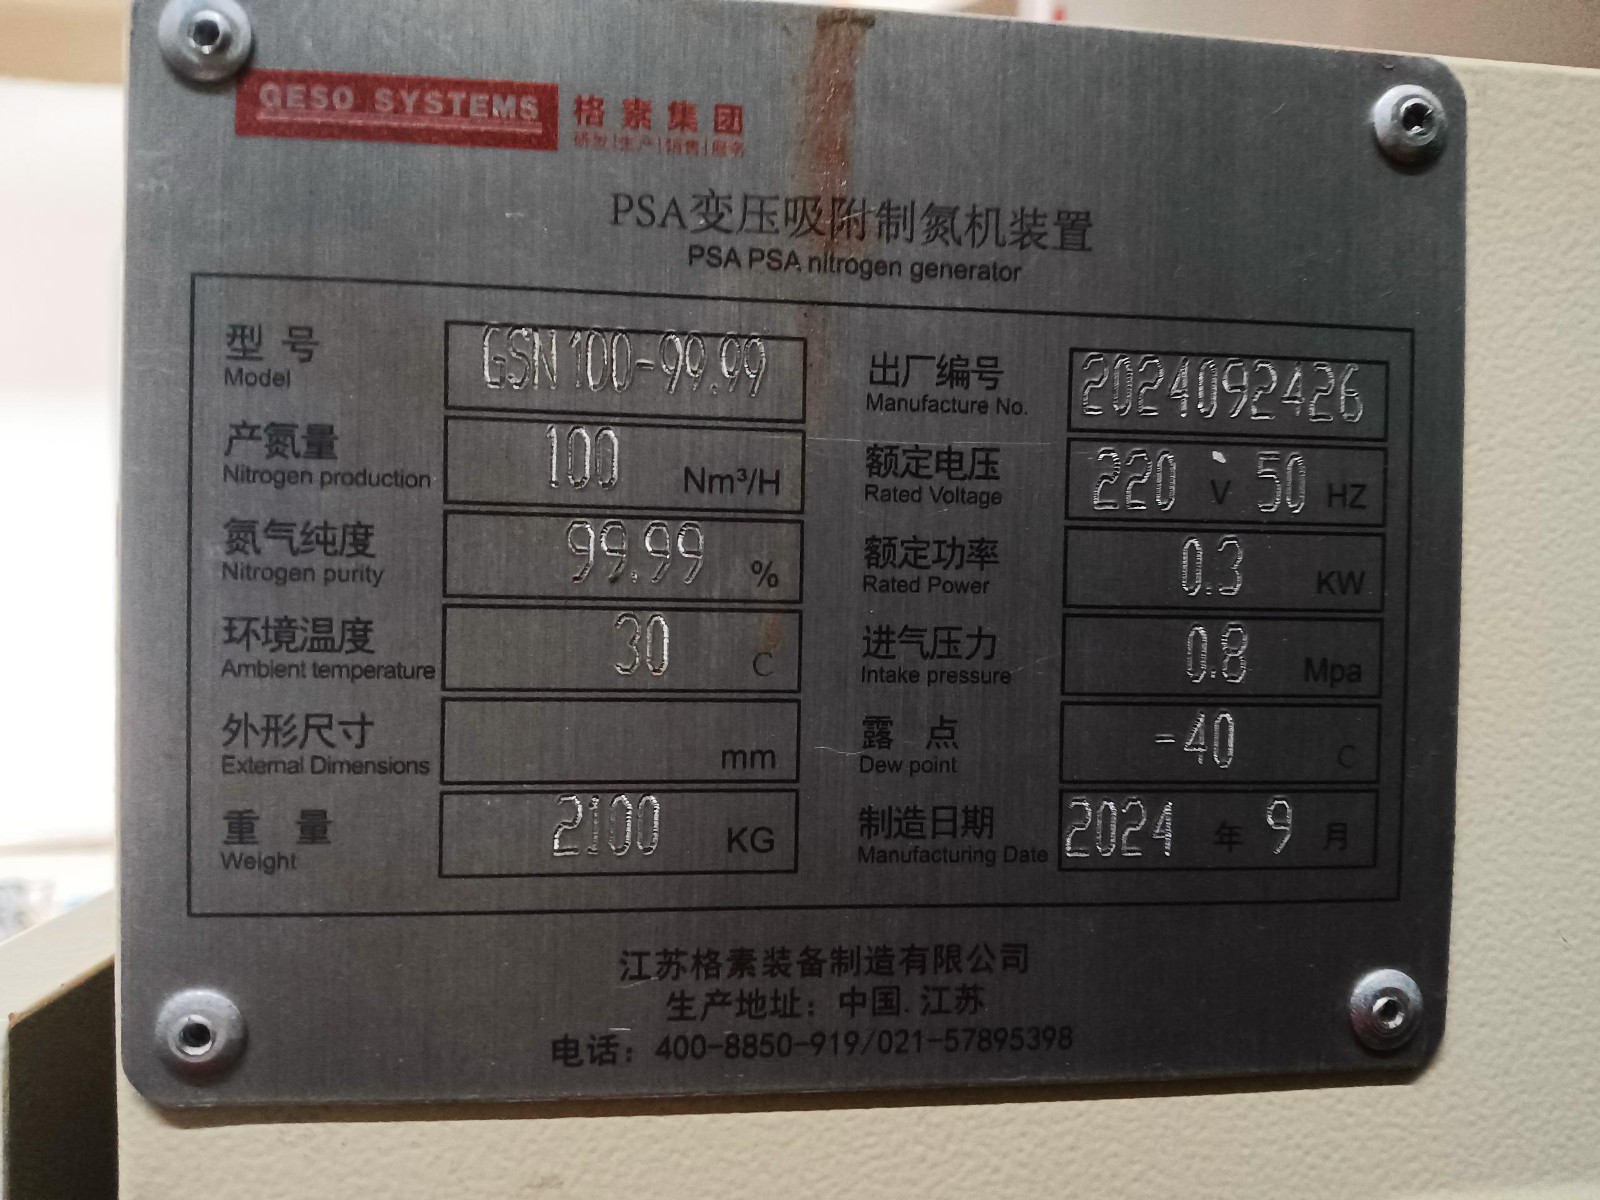 GESO SYSTEMS 格素集团
研发|生产|销售|服务
PSA变压吸附制氮机装置
PSA PSA nitrogen generator
型号 GSN100-99.99
Model
产氮量 100 Nm³/H
Nitrogen production
氮气纯度 99.99 %
Nitrogen purity
环境温度 30 C
Ambient temperature
外形尺寸 mm
External Dimensions
重量 2100 KG
Weight
出厂编号 2024092426
Manufacture No.
额定电压 220 V 50 HZ
Rated Voltage
额定功率 0.3 KW
Rated Power
进气压力 0.8 Mpa
Intake pressure
露点 -40 C
Dew point
制造日期 2024 年 9 月
Manufacturing Date
江苏格素装备制造有限公司
生产地址：中国.江苏
电话：400-8850-919/021-57895398